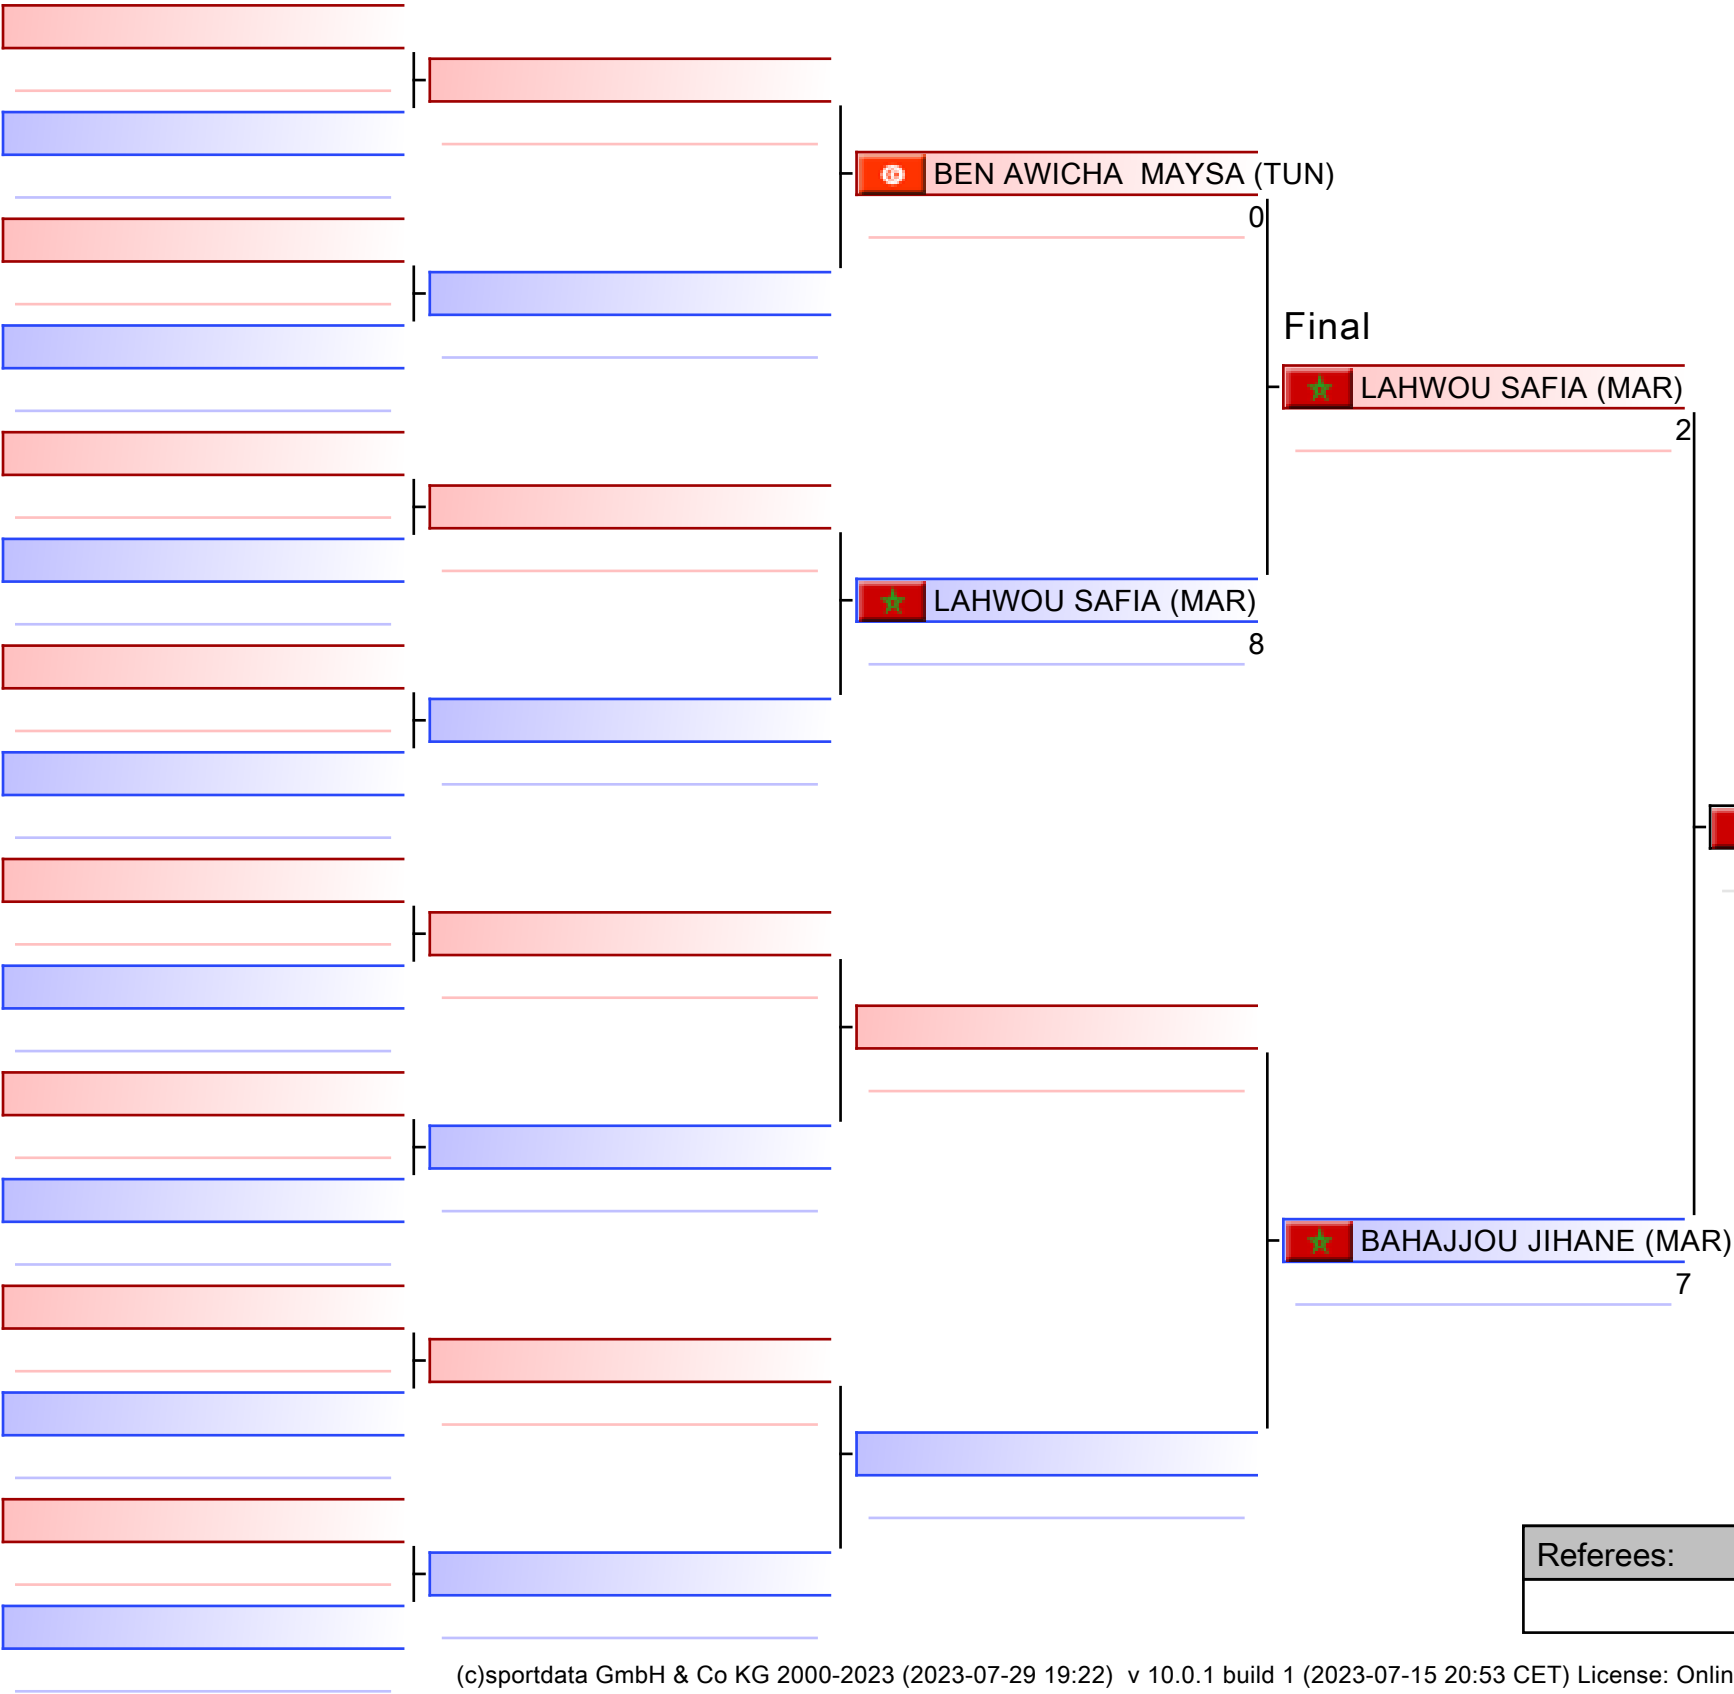 BEN AWICHA  MAYSA (TUN)
0
Final
LAHWOU SAFIA (MAR)
2
LAHWOU SAFIA (MAR)
8
BAHAJJOU JIHANE (MAR)
7
Referees:
(c)sportdata GmbH & Co KG 2000-2023 (2023-07-29 19:22)  v 10.0.1 build 1 (2023-07-15 20:53 CET) License: Onlin